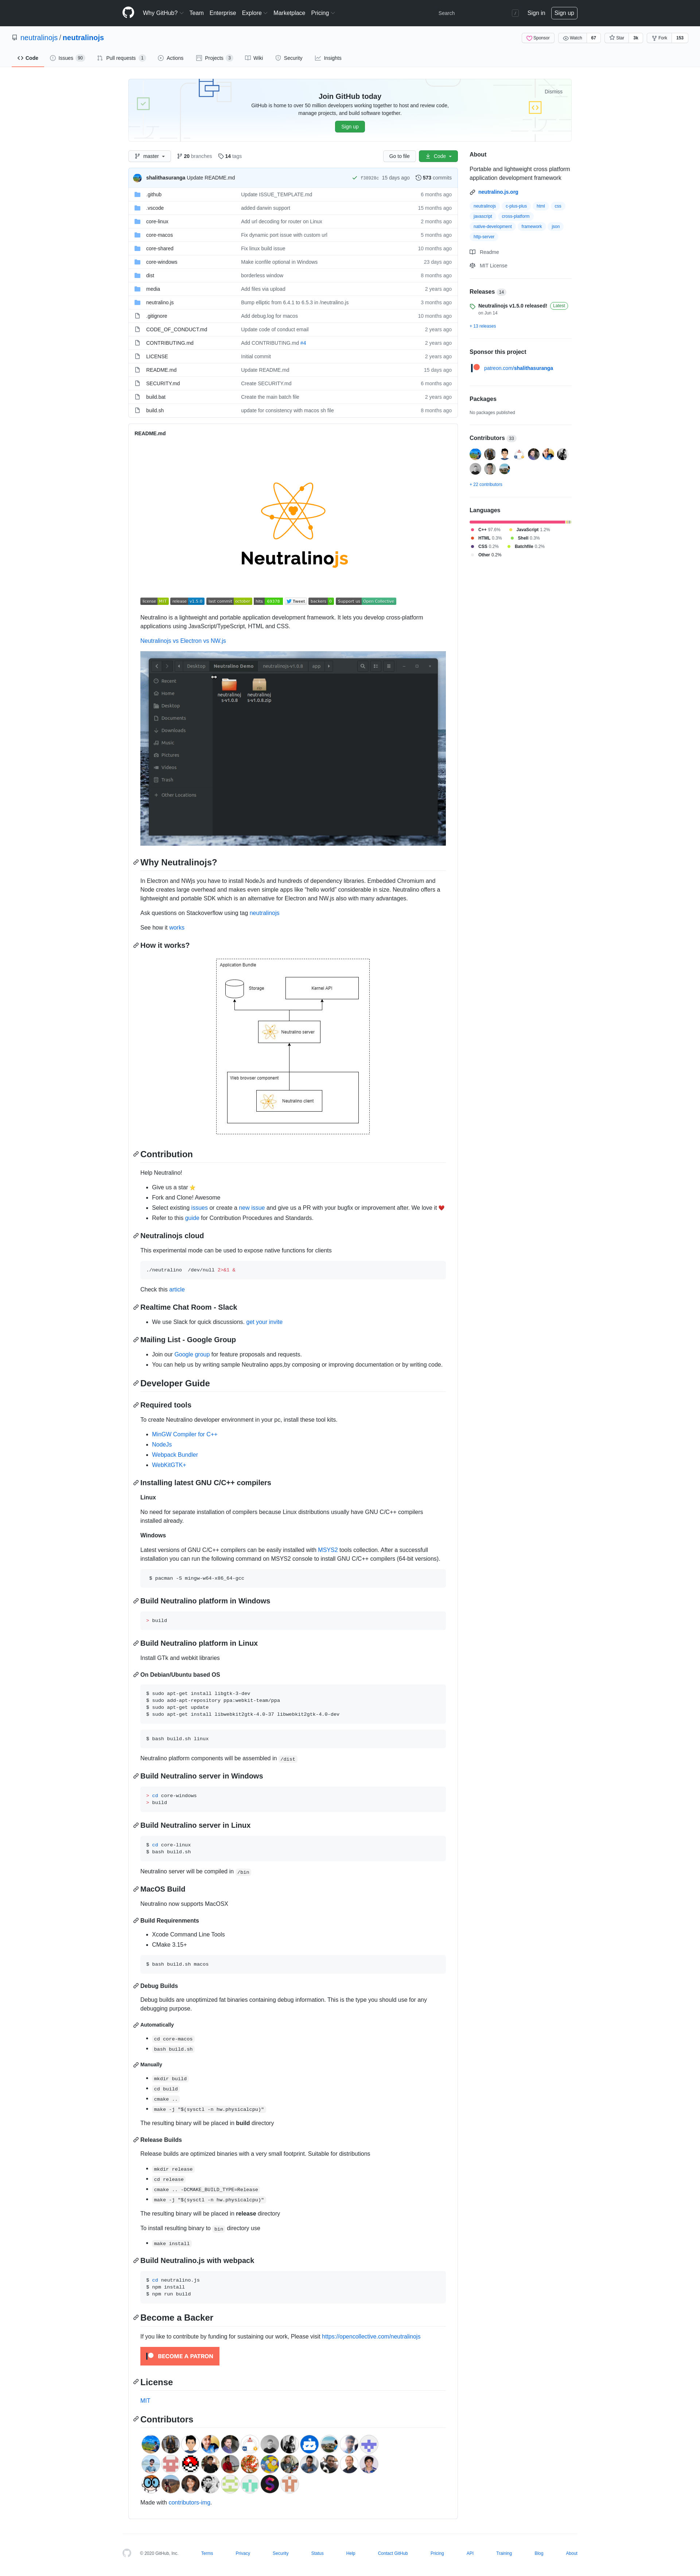 Why GitHub? Team Enterprise Explore Marketplace Pricing Search / Sign in Sign up
neutralinojs / neutralinojs Sponsor Watch 67 Star 3k Fork 153
Code Issues 90 Pull requests 1 Actions Projects 3 Wiki Security Insights
Join GitHub today
Dismiss
GitHub is home to over 50 million developers working together to host and review code,
manage projects, and build software together.
Sign up
master 20 branches 14 tags Go to file Code
shalithasuranga Update README.md 15 days ago 573 commits
.github Update ISSUE_TEMPLATE.md 6 months ago
.vscode added darwin support 15 months ago
core-linux Add url decoding for router on Linux 2 months ago
core-macos Fix dynamic port issue with custom url 5 months ago
core-shared Fix linux build issue 10 months ago
core-windows Make iconfile optional in Windows 23 days ago
dist borderless window 8 months ago
media Add files via upload 2 years ago
neutralino.js Bump elliptic from 6.4.1 to 6.5.3 in /neutralino.js 3 months ago
.gitignore Add debug.log for macos 10 months ago
CODE_OF_CONDUCT.md Update code of conduct email 2 years ago
CONTRIBUTING.md Add CONTRIBUTING.md #4 2 years ago
LICENSE Initial commit 2 years ago
README.md Update README.md 15 days ago
SECURITY.md Create SECURITY.md 6 months ago
build.bat Create the main batch file 2 years ago
build.sh update for consistency with macos sh file 8 months ago
About
Portable and lightweight cross platform
application development framework
neutralino.js.org
neutralinojs c-plus-plus html css
javascript cross-platform
native-development framework json
http-server
Readme
MIT License
Releases 14
Neutralinojs v1.5.0 released! Latest
on Jun 14
+ 13 releases
Sponsor this project
patreon.com/shalithasuranga
Packages
No packages published
Contributors 33
+ 22 contributors
Languages
C++ 97.6% JavaScript 1.2%
HTML 0.3% Shell 0.3%
CSS 0.2% Batchfile 0.2%
Other 0.2%
README.md
Neutralinojs
license MIT release v1.5.0 last commit october fossa Tweet backers Support us Open Collective
Neutralino is a lightweight and portable application development framework. It lets you develop cross-platform
applications using JavaScript/TypeScript, HTML and CSS.
Neutralinojs vs Electron vs NW.js
Desktop Neutralino Demo neutralinojs-v1.0.8 app
Recent
Home
Desktop
Documents
Downloads
Music
Pictures
Videos
Trash
Other Locations
neutralinoj neutralinoj
s-v1.0.8 s-v1.0.8.zip
Why Neutralinojs?
In Electron and NWjs you have to install NodeJs and hundreds of dependency libraries. Embedded Chromium and
Node creates large overhead and makes even simple apps like “hello world” considerable in size. Neutralino offers a
lightweight and portable SDK which is an alternative for Electron and NW.js also with many advantages.
Ask questions on Stackoverflow using tag neutralinojs
See how it works
How it works?
Application Bundle
Storage Kernel API
Neutralino server
Web browser component
Neutralino client
Contribution
Help Neutralino!
Give us a star ⭐
Fork and Clone! Awesome
Select existing issues or create a new issue and give us a PR with your bugfix or improvement after. We love it ❤️
Refer to this guide for Contribution Procedures and Standards.
Neutralinojs cloud
This experimental mode can be used to expose native functions for clients
./neutralino /dev/null 2>&1 &
Check this article
Realtime Chat Room - Slack
We use Slack for quick discussions. get your invite
Mailing List - Google Group
Join our Google group for feature proposals and requests.
You can help us by writing sample Neutralino apps,by composing or improving documentation or by writing code.
Developer Guide
Required tools
To create Neutralino developer environment in your pc, install these tool kits.
MinGW Compiler for C++
NodeJs
Webpack Bundler
WebKitGTK+
Installing latest GNU C/C++ compilers
Linux
No need for separate installation of compilers because Linux distributions usually have GNU C/C++ compilers
installed already.
Windows
Latest versions of GNU C/C++ compilers can be easily installed with MSYS2 tools collection. After a successfull
installation you can run the following command on MSYS2 console to install GNU C/C++ compilers (64-bit versions).
$ pacman -S mingw-w64-x86_64-gcc
Build Neutralino platform in Windows
> build
Build Neutralino platform in Linux
Install GTk and webkit libraries
On Debian/Ubuntu based OS
$ sudo apt-get install libgtk-3-dev
$ sudo add-apt-repository ppa:webkit-team/ppa
$ sudo apt-get update
$ sudo apt-get install libwebkit2gtk-4.0-37 libwebkit2gtk-4.0-dev
$ bash build.sh linux
Neutralino platform components will be assembled in /dist
Build Neutralino server in Windows
> cd core-windows
> build
Build Neutralino server in Linux
$ cd core-linux
$ bash build.sh
Neutralino server will be compiled in /bin
MacOS Build
Neutralino now supports MacOSX
Build Requirenments
Xcode Command Line Tools
CMake 3.15+
$ bash build.sh macos
Debug Builds
Debug builds are unoptimized fat binaries containing debug information. This is the type you should use for any
debugging purpose.
Automatically
cd core-macos
bash build.sh
Manually
mkdir build
cd build
cmake ..
make -j "$(sysctl -n hw.physicalcpu)"
The resulting binary will be placed in build directory
Release Builds
Release builds are optimized binaries with a very small footprint. Suitable for distributions
mkdir release
cd release
cmake .. -DCMAKE_BUILD_TYPE=Release
make -j "$(sysctl -n hw.physicalcpu)"
The resulting binary will be placed in release directory
To install resulting binary to bin directory use
make install
Build Neutralino.js with webpack
$ cd neutralino.js
$ npm install
$ npm run build
Become a Backer
If you like to contribute by funding for sustaining our work, Please visit https://opencollective.com/neutralinojs
BECOME A PATRON
License
MIT
Contributors
Made with contributors-img.
© 2020 GitHub, Inc. Terms Privacy Security Status Help Contact GitHub Pricing API Training Blog About